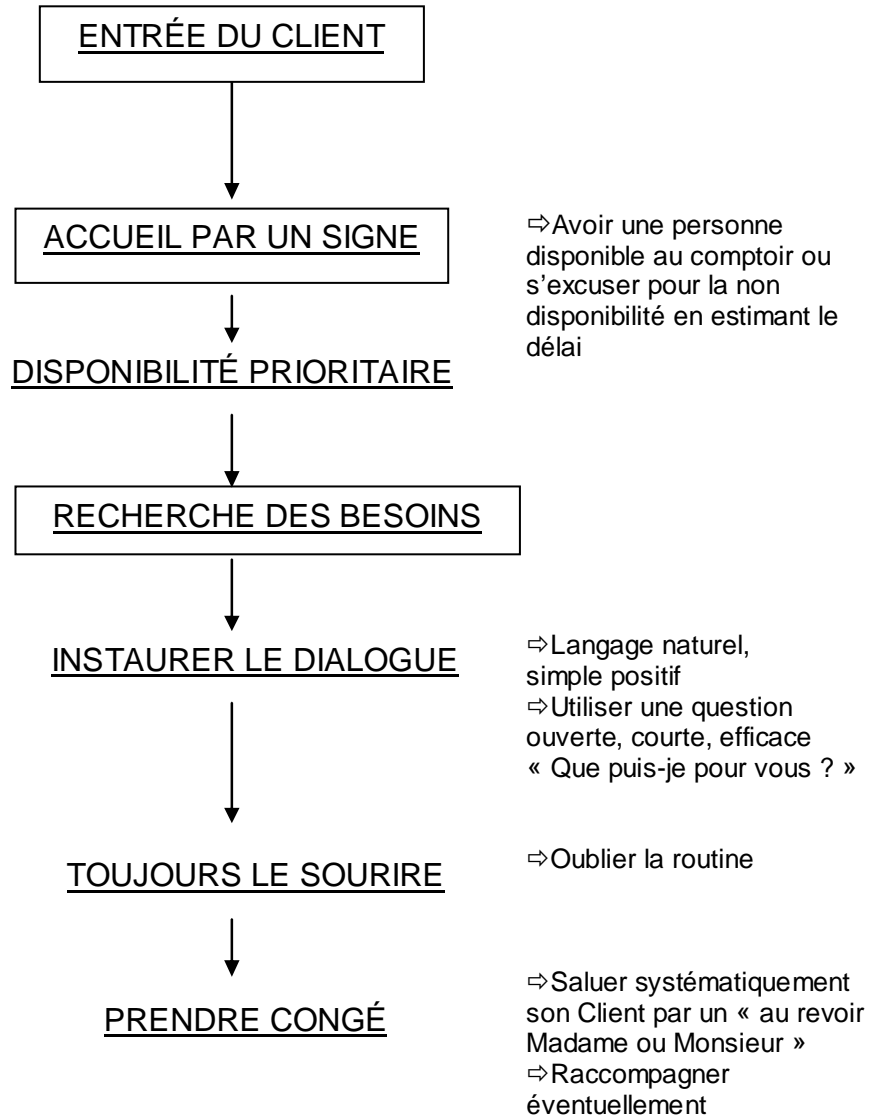 ENTRÉE DU CLIENT
ACCUEIL PAR UN SIGNE
⇨Avoir une personne
disponible au comptoir ou
s’excuser pour la non
disponibilité en estimant le
délai
DISPONIBILITÉ PRIORITAIRE
RECHERCHE DES BESOINS
INSTAURER LE DIALOGUE
⇨Langage naturel,
simple positif
⇨Utiliser une question
ouverte, courte, efficace
« Que puis-je pour vous ? »
TOUJOURS LE SOURIRE
⇨Oublier la routine
PRENDRE CONGÉ
⇨Saluer systématiquement
son Client par un « au revoir
Madame ou Monsieur »
⇨Raccompagner
éventuellement